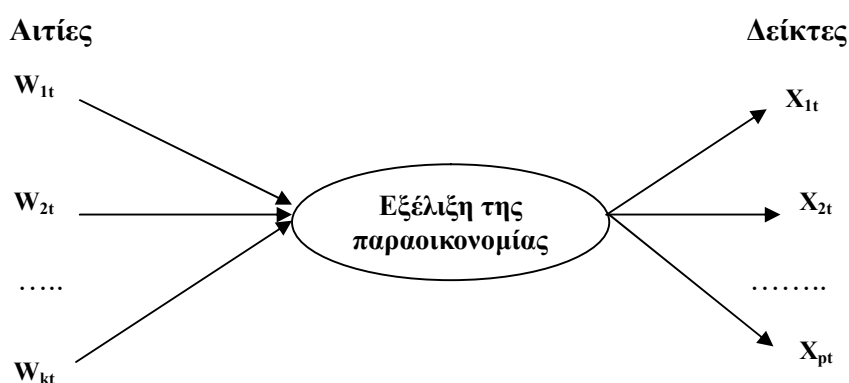 Αιτίες Δείκτες
W1t X1t
W2t Εξέλιξη της X2t
παραοικονομίας
….. ……..
Wkt Xpt